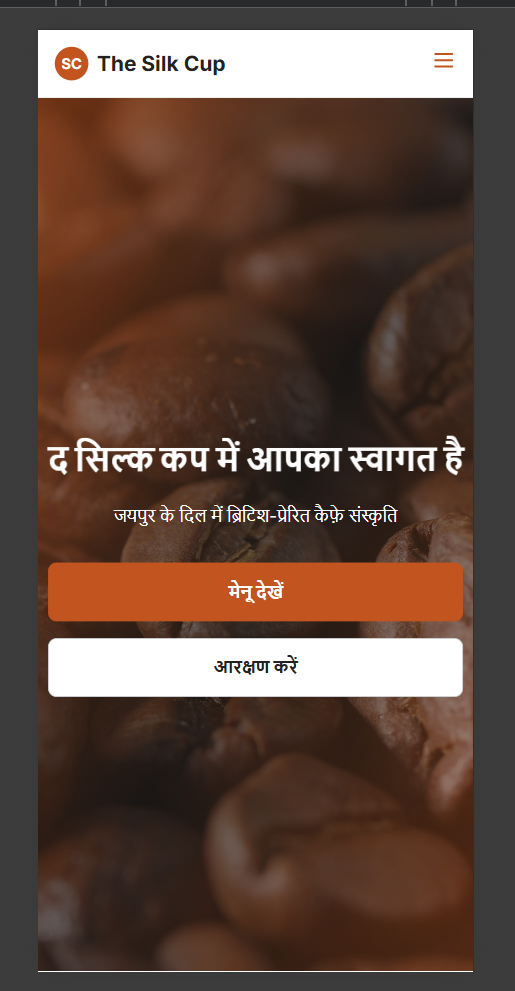 SC The Silk Cup
द सिल्क कप में आपका स्वागत है
जयपुर के दिल में ब्रिटिश-प्रेरित कैफ़े संस्कृति
मेनू देखें
आरक्षण करें